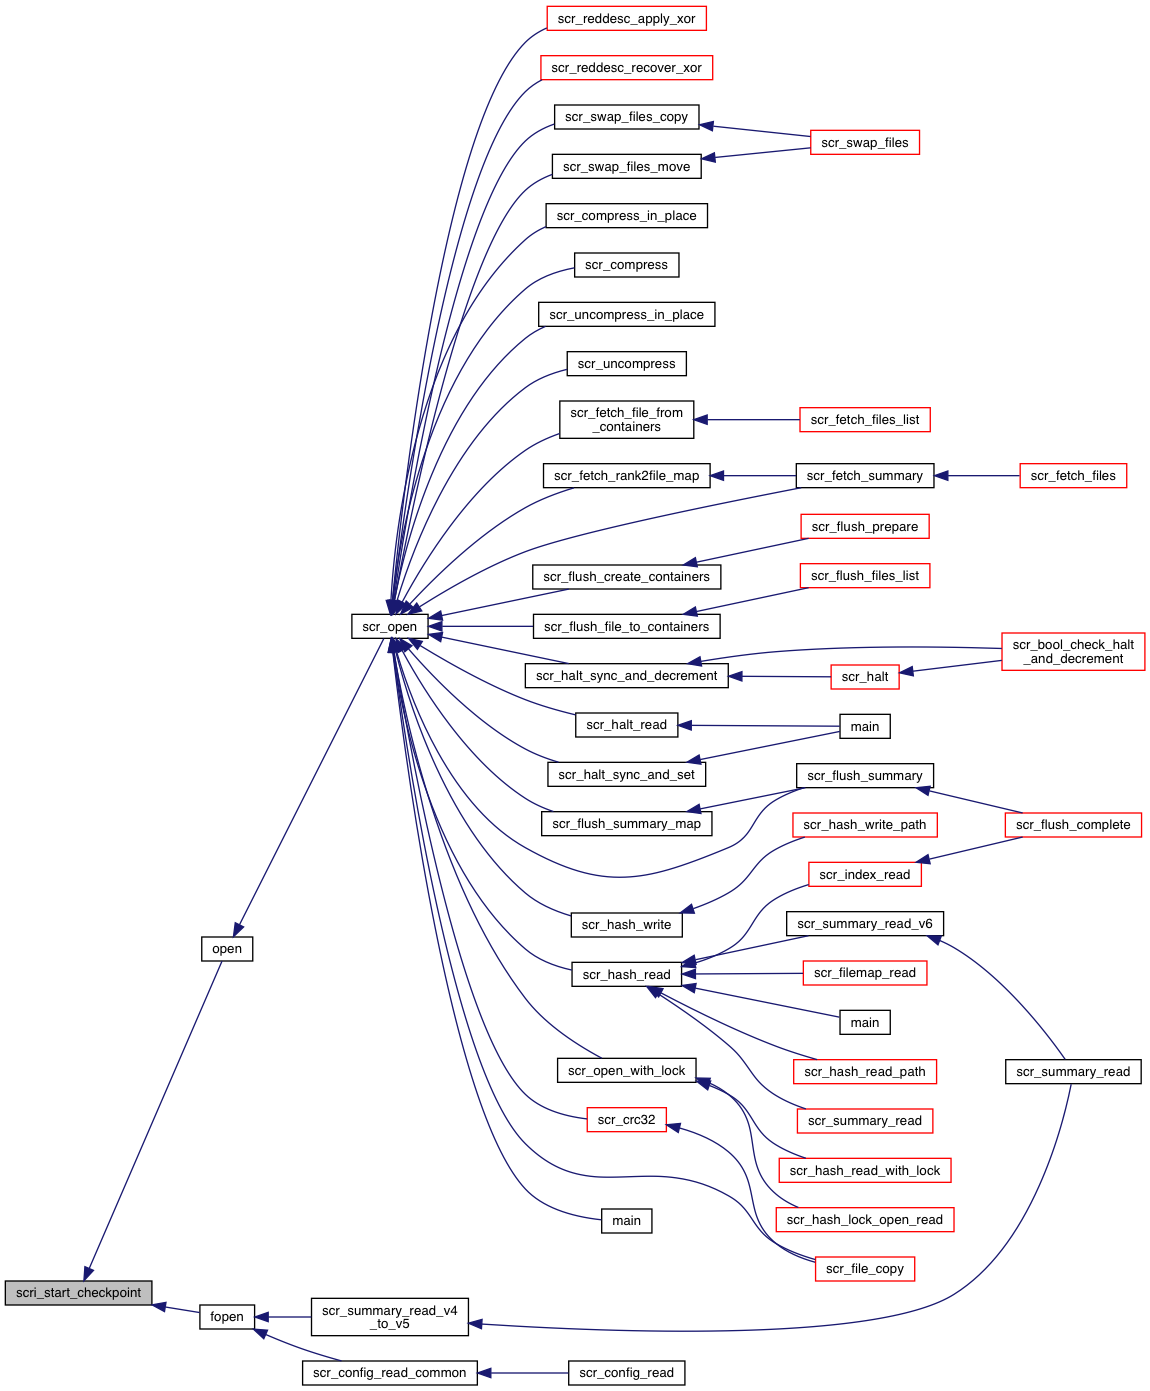 scr_reddesc_apply_xor
scr_reddesc_recover_xor
scr_swap_files_copy
scr_swap_files
scr_swap_files_move
scr_compress_in_place
scr_compress
scr_uncompress_in_place
scr_uncompress
scr_fetch_file_from
_containers
scr_fetch_files_list
scr_fetch_rank2file_map
scr_fetch_summary
scr_fetch_files
scr_flush_prepare
scr_flush_create_containers
scr_flush_files_list
scr_open
scr_flush_file_to_containers
scr_bool_check_halt
_and_decrement
scr_halt_sync_and_decrement
scr_halt
scr_halt_read
main
scr_halt_sync_and_set
scr_flush_summary
scr_flush_summary_map
scr_hash_write_path
scr_flush_complete
scr_index_read
scr_hash_write
scr_summary_read_v6
open
scr_hash_read
scr_filemap_read
main
scr_open_with_lock
scr_hash_read_path
scr_summary_read
scr_crc32
scr_summary_read
scr_hash_read_with_lock
main
scr_hash_lock_open_read
scr_file_copy
scri_start_checkpoint
fopen
scr_summary_read_v4
_to_v5
scr_config_read_common
scr_config_read